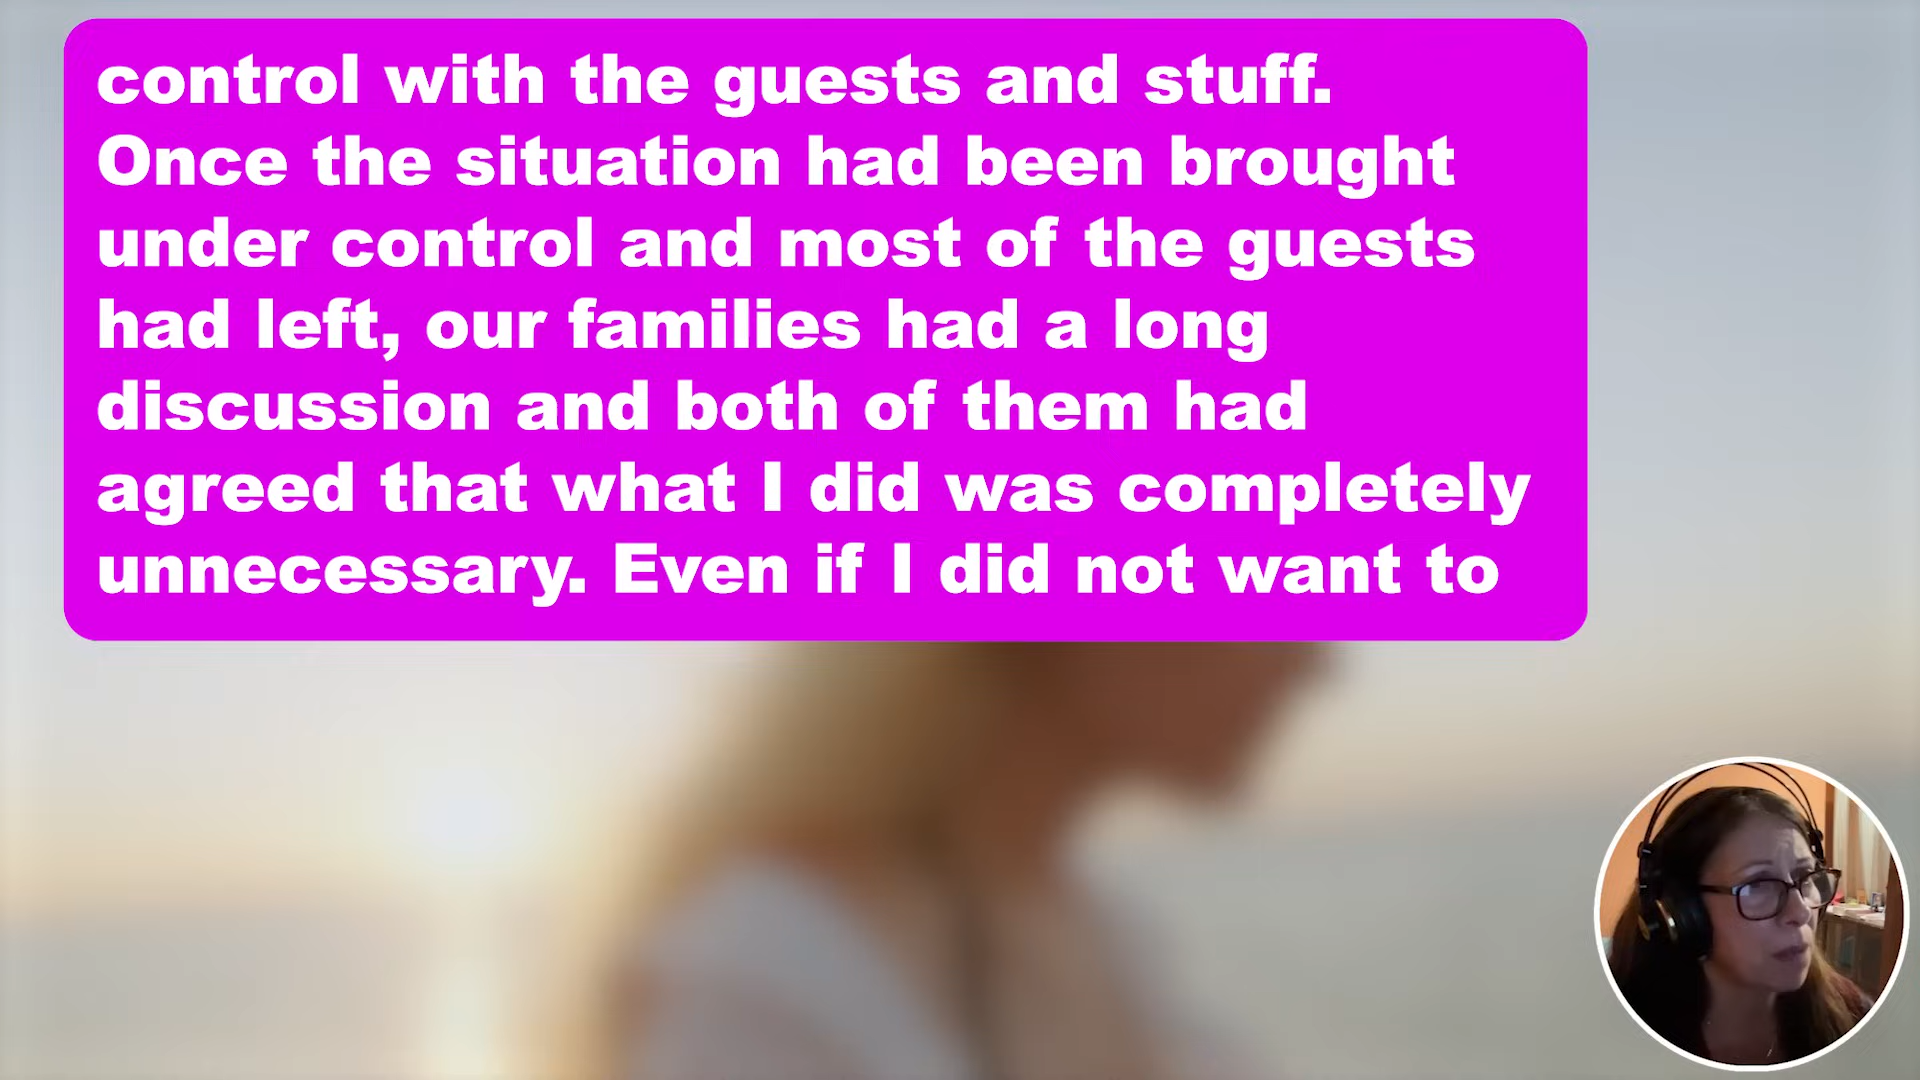 control with the guests and stuff.
Once the situation had been brought
under control and most of the guests
had left, our families had a long
discussion and both of them had
agreed that what I did was completely
unnecessary. Even if I did not want to